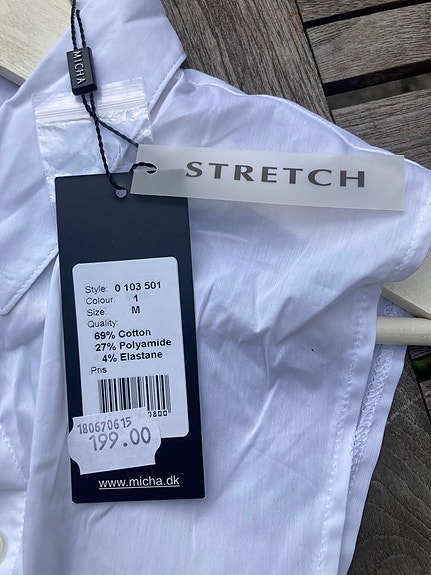 MICHA
STRETCH
Style: 0 103 501
Colour: 1
Size: M
Quality:
69% Cotton
27% Polyamide
4% Elastane
Pris
0800
180670615
199.00
www.micha.dk